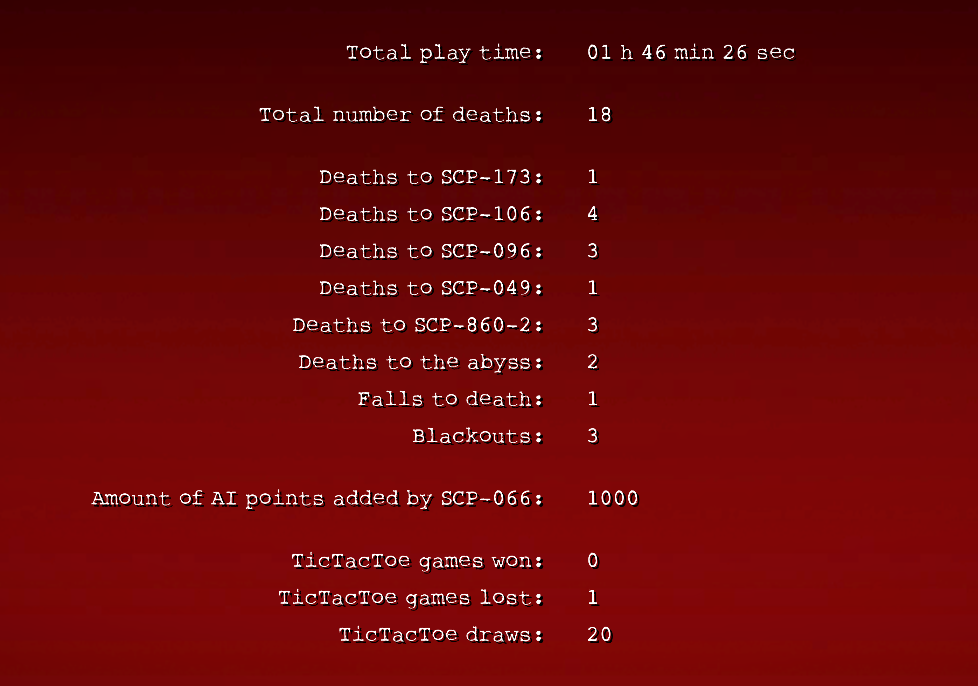 Total play time: 01 h 46 min 26 sec
Total number of deaths: 18
Deaths to SCP-173: 1
Deaths to SCP-106: 4
Deaths to SCP-096: 3
Deaths to SCP-049: 1
Deaths to SCP-860-2: 3
Deaths to the abyss: 2
Falls to death: 1
Blackouts: 3
Amount of AI points added by SCP-066: 1000
TicTacToe games won: 0
TicTacToe games lost: 1
TicTacToe draws: 20